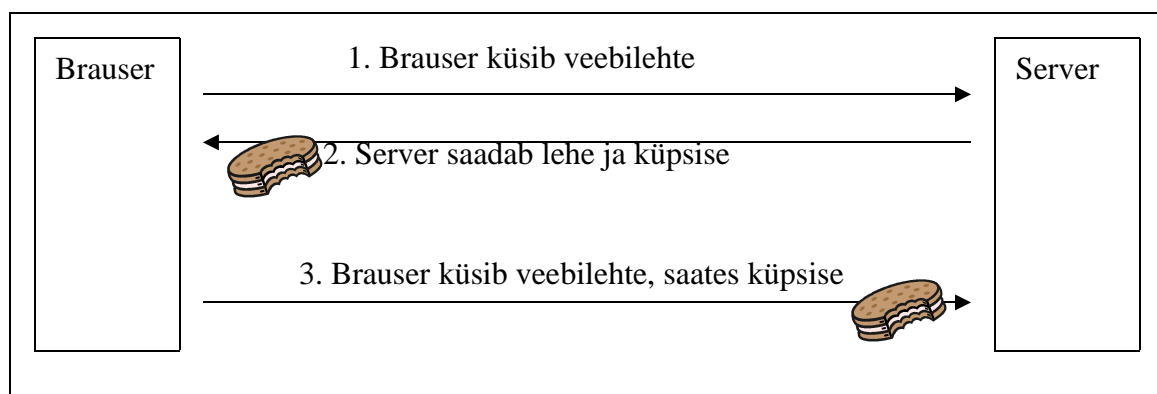 Brauser
1. Brauser küsib veebilehte
Server
2. Server saadab lehe ja küpsise
3. Brauser küsib veebilehte, saates küpsise